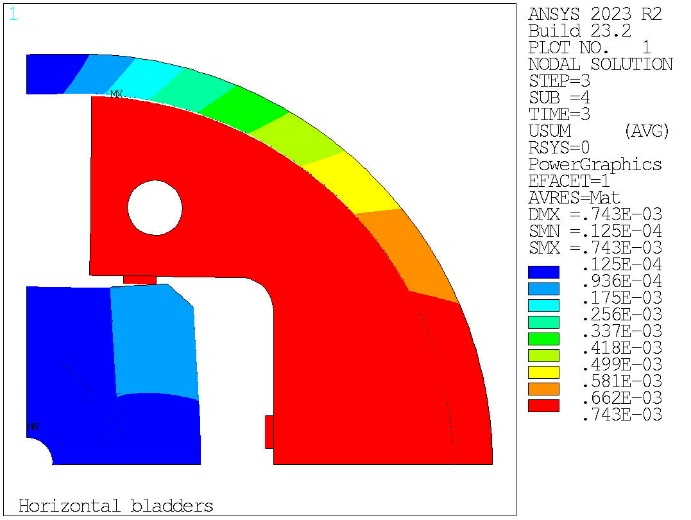 1
ANSYS 2023 R2
Build 23.2
PLOT NO.   1
NODAL SOLUTION
STEP=3
SUB =4
TIME=3
USUM     (AVG)
RSYS=0
PowerGraphics
EFACET=1
AVRES=Mat
DMX =.743E-03
SMN =.125E-04
SMX =.743E-03
.125E-04
.936E-04
.175E-03
.256E-03
.337E-03
.418E-03
.499E-03
.581E-03
.662E-03
.743E-03
MX
MN
Horizontal bladders